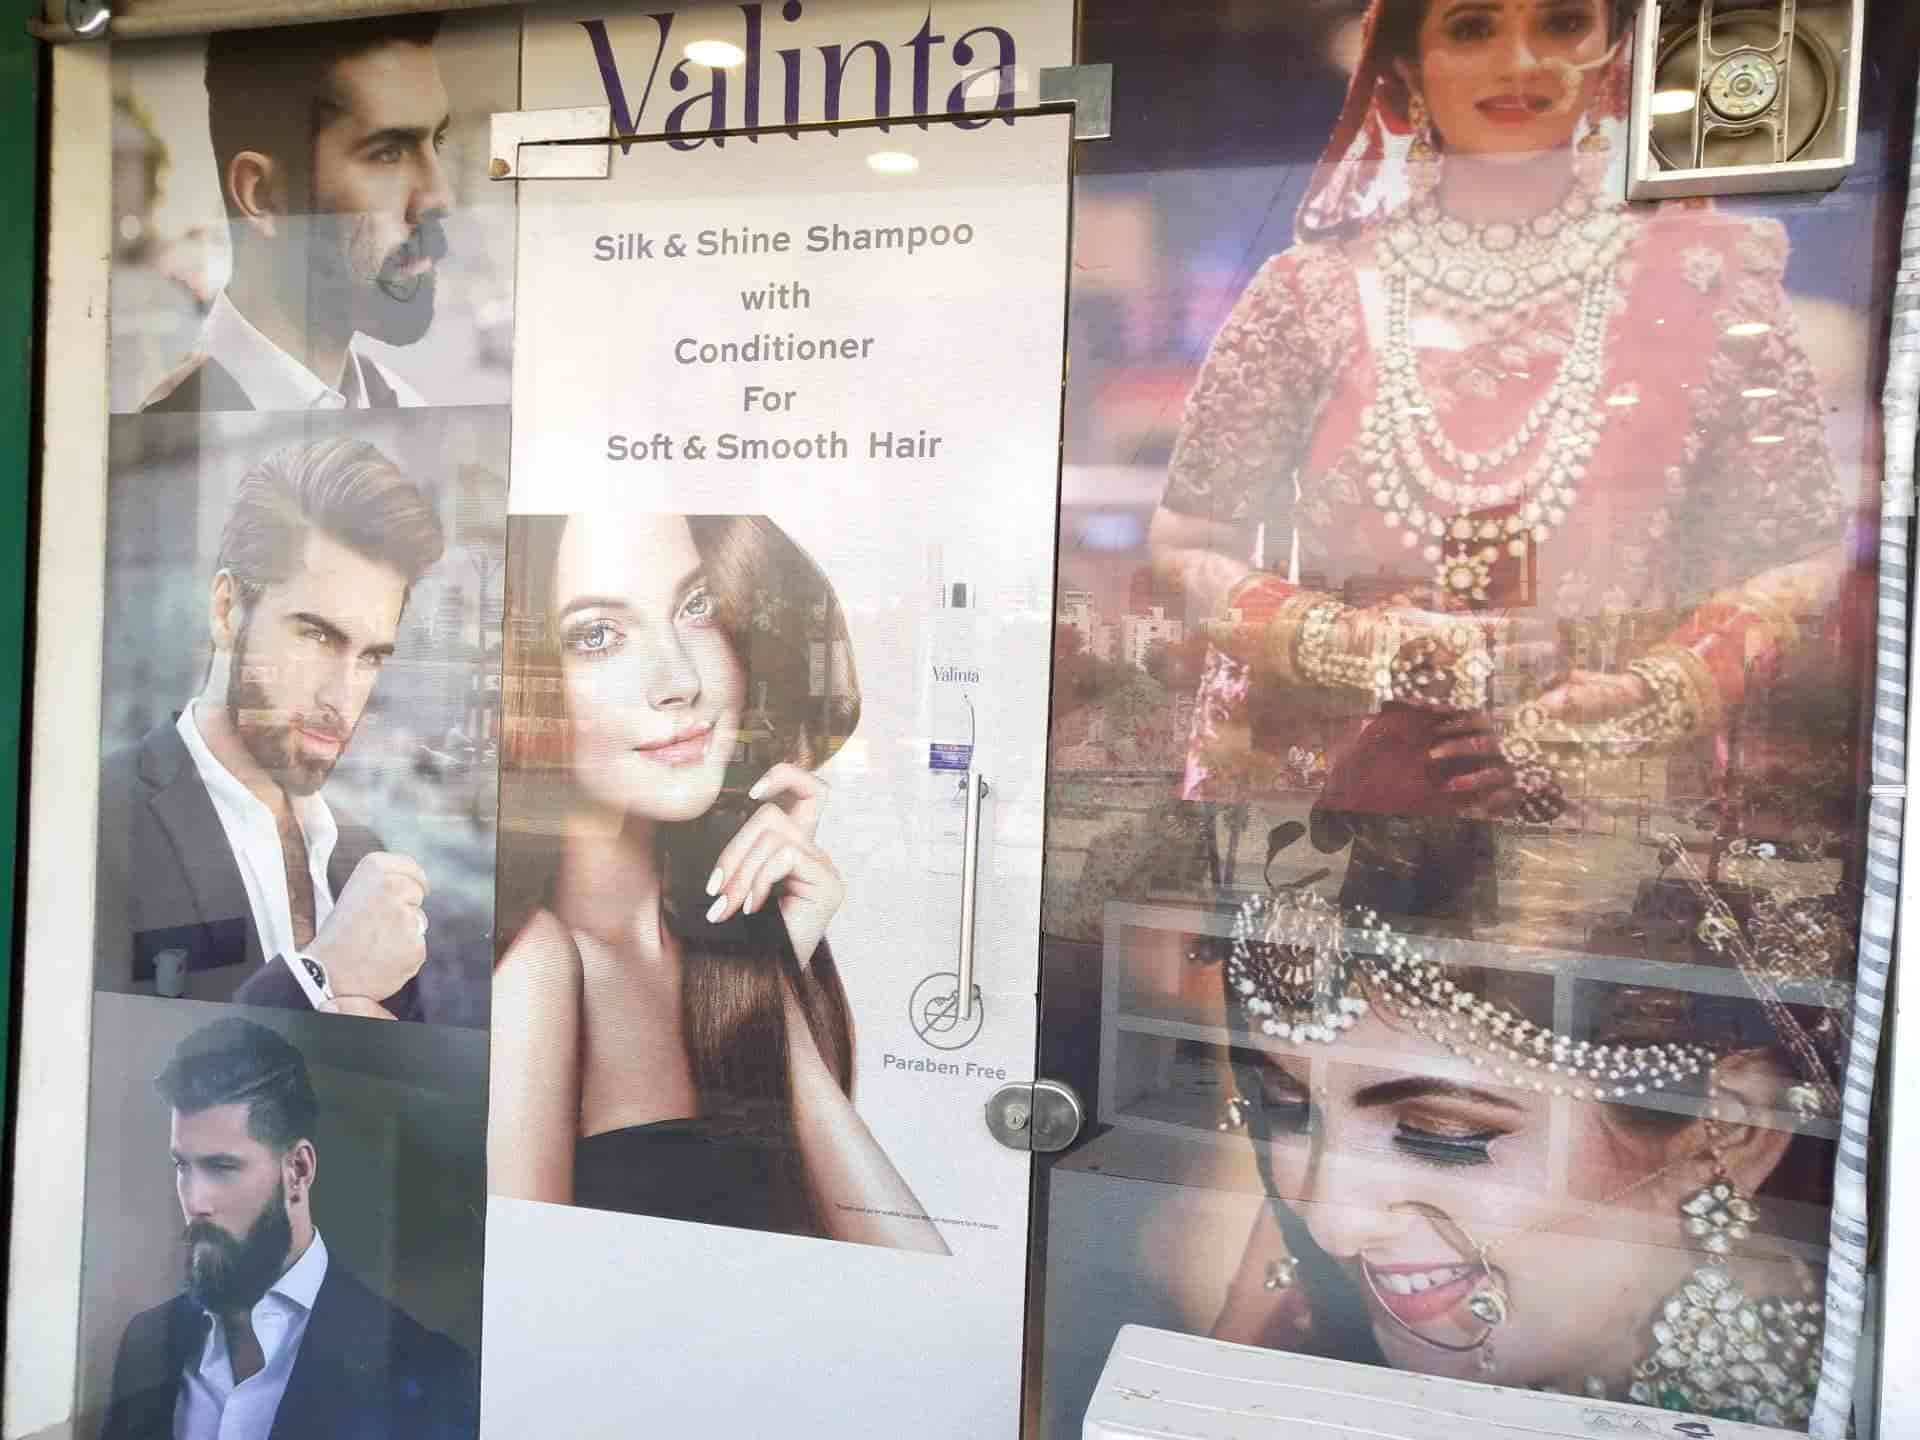 Valinta
Silk & Shine Shampoo
with
Conditioner
For
Soft & Smooth Hair
Valinta
Paraben Free